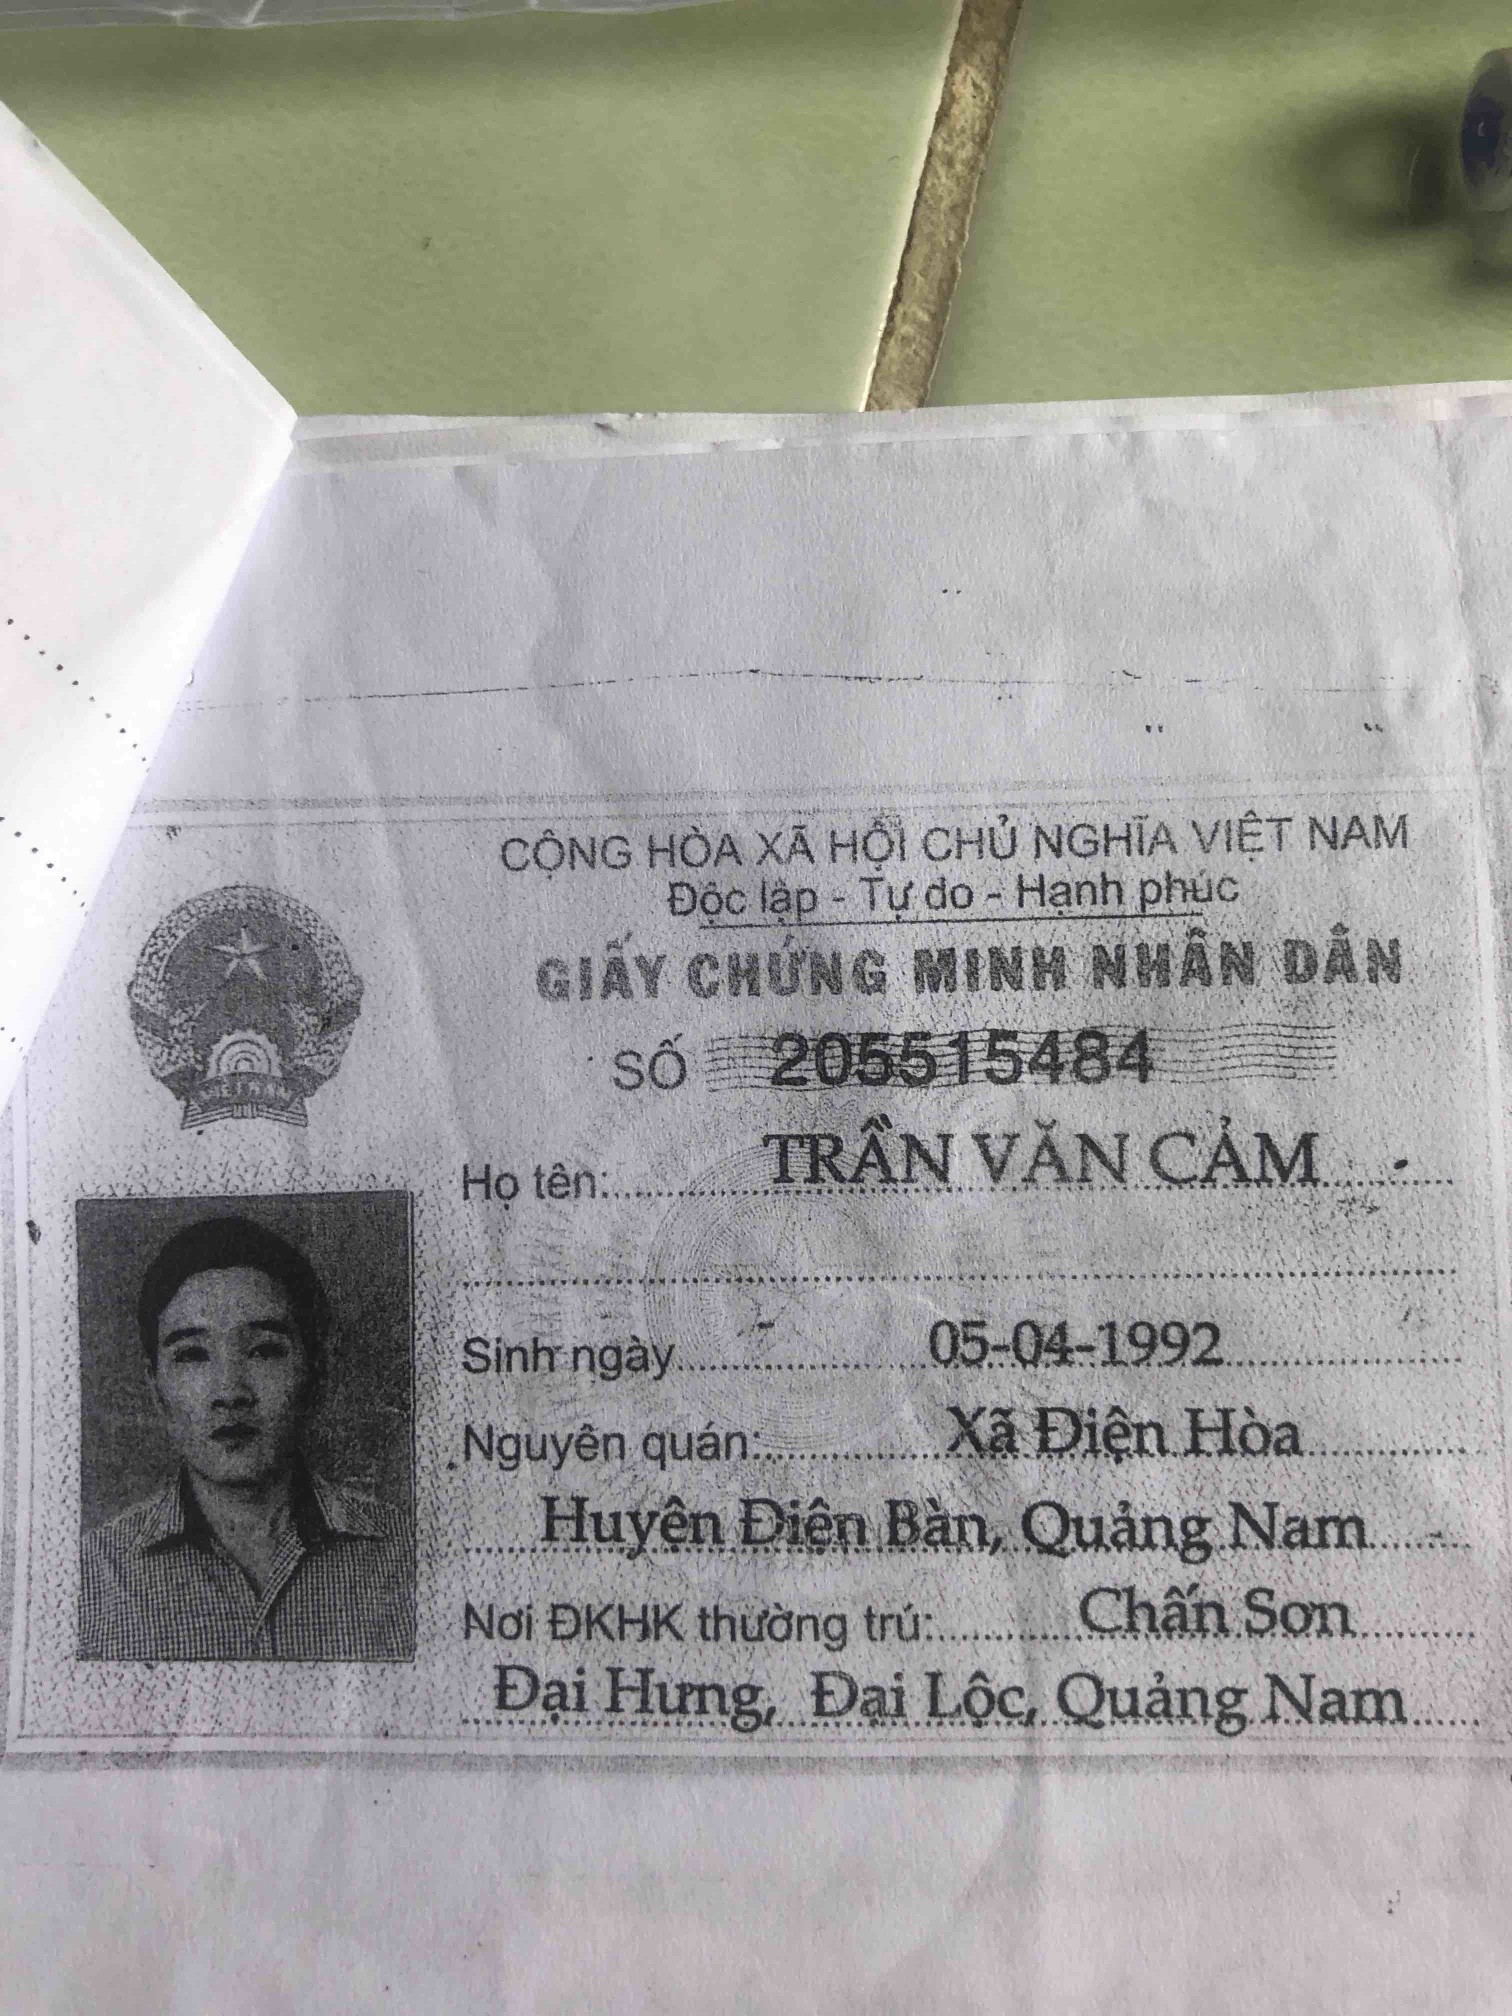 CỘNG HÒA XÃ HỘI CHỦ NGHĨA VIỆT NAM
Độc lập - Tự do - Hạnh phúc
GIẤY CHỨNG MINH NHÂN DÂN
SỐ 205515484
Họ tên: TRẦN VĂN CẢM
Sinh ngày 05-04-1992
Nguyên quán: Xã Điện Hòa
Huyện Điện Bàn, Quảng Nam
Nơi ĐKHK thường trú: Chấn Sơn
Đại Hưng, Đại Lộc, Quảng Nam